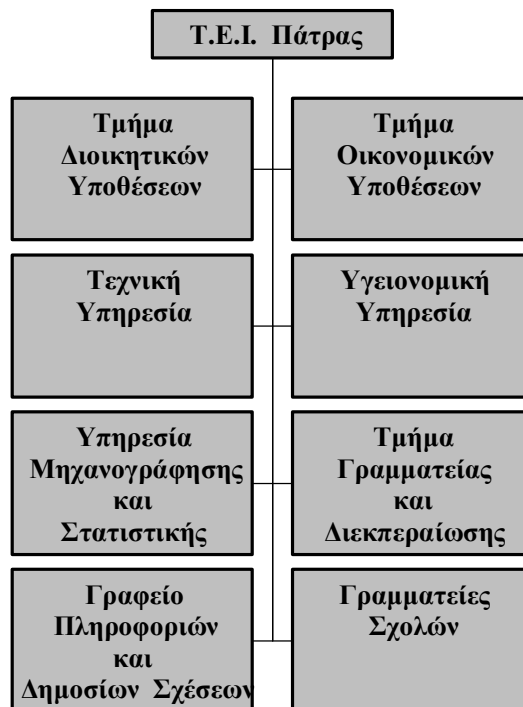 Τ.Ε.Ι. Πάτρας
Τμήμα
Διοικητικών
Υποθέσεων
Τμήμα
Οικονομικών
Υποθέσεων
Τεχνική
Υπηρεσία
Υγειονομική
Υπηρεσία
Υπηρεσία
Μηχανογράφησης
και
Στατιστικής
Τμήμα
Γραμματείας
και
Διεκπεραίωσης
Γραφείο
Πληροφοριών
και
Δημοσίων Σχέσεων
Γραμματείες
Σχολών